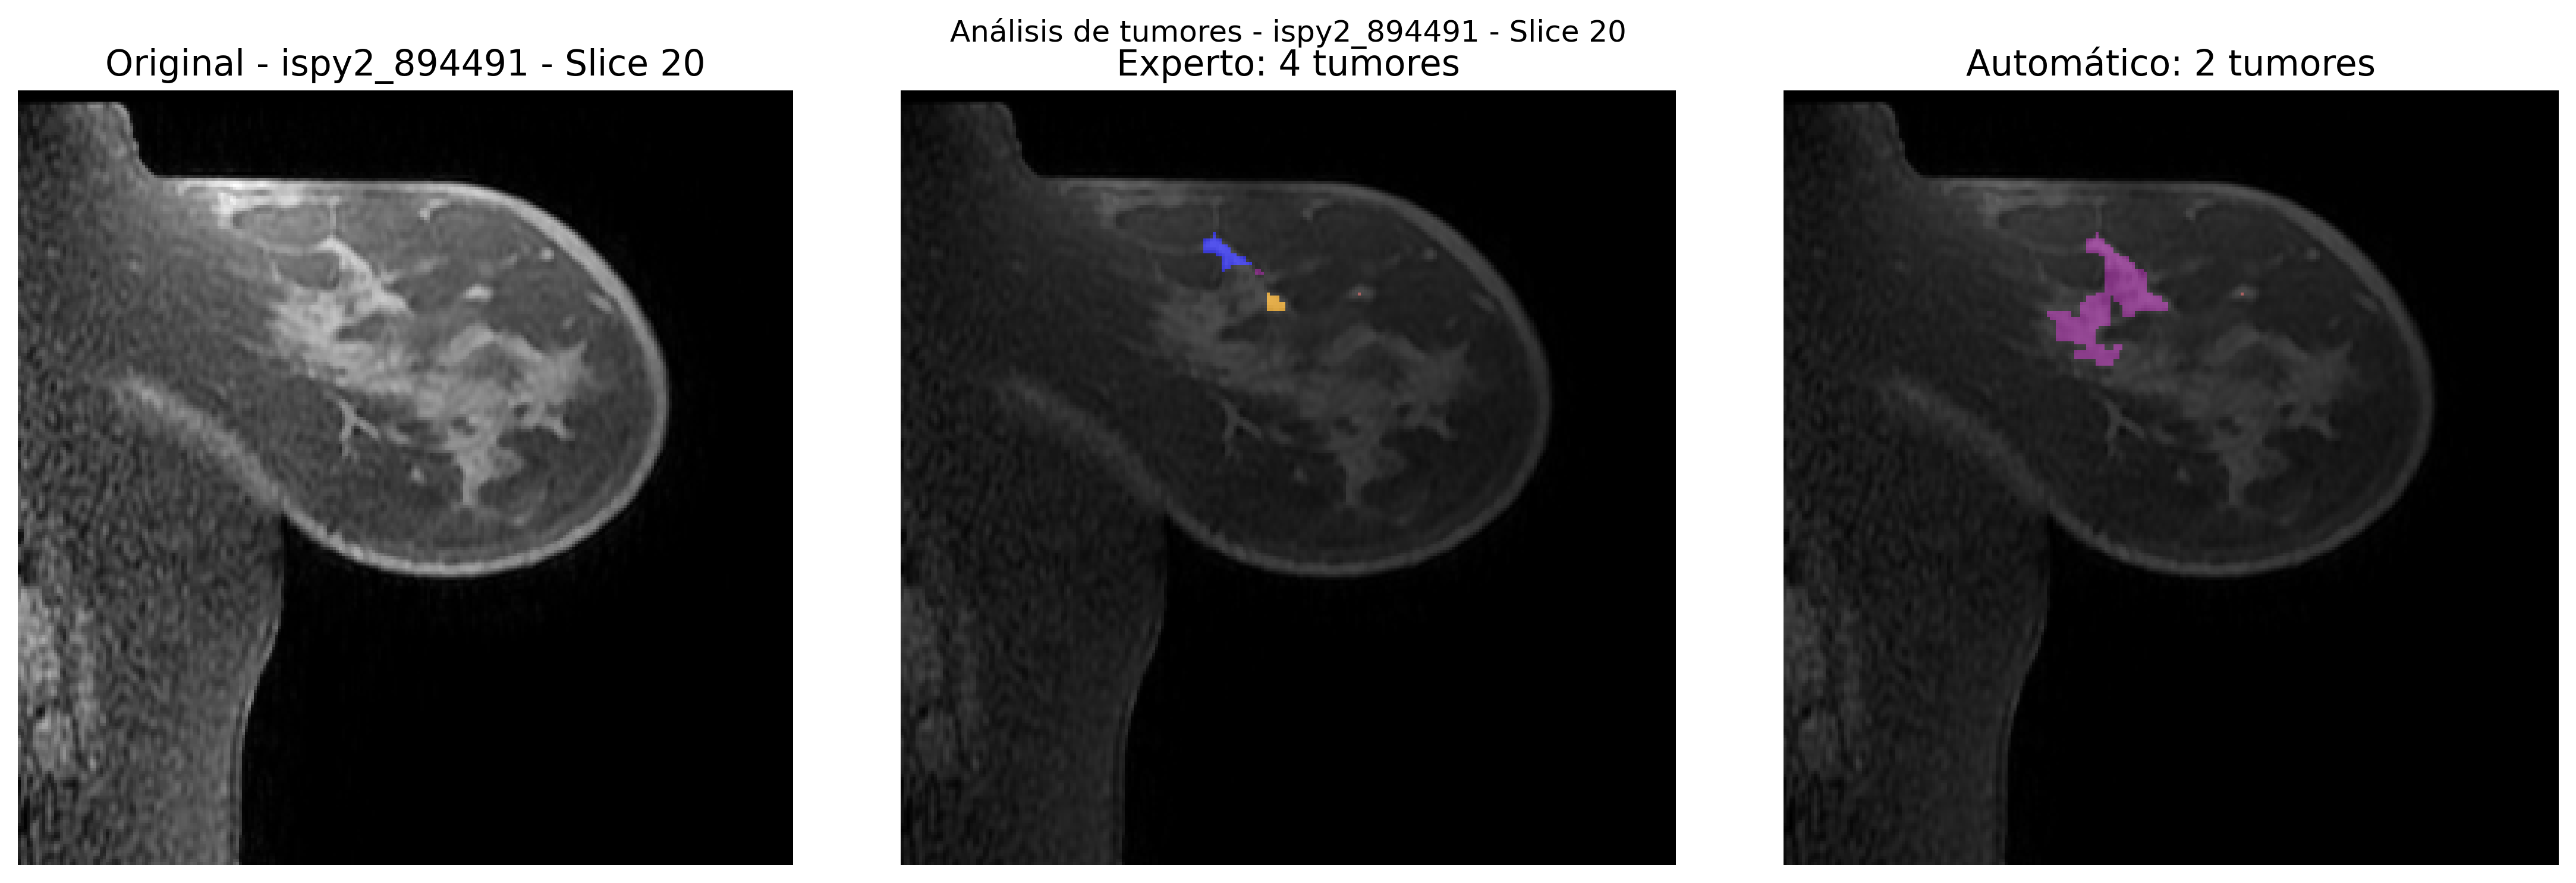 Análisis de tumores - ispy2_894491 - Slice 20
Original - ispy2_894491 - Slice 20
Experto: 4 tumores
Automático: 2 tumores